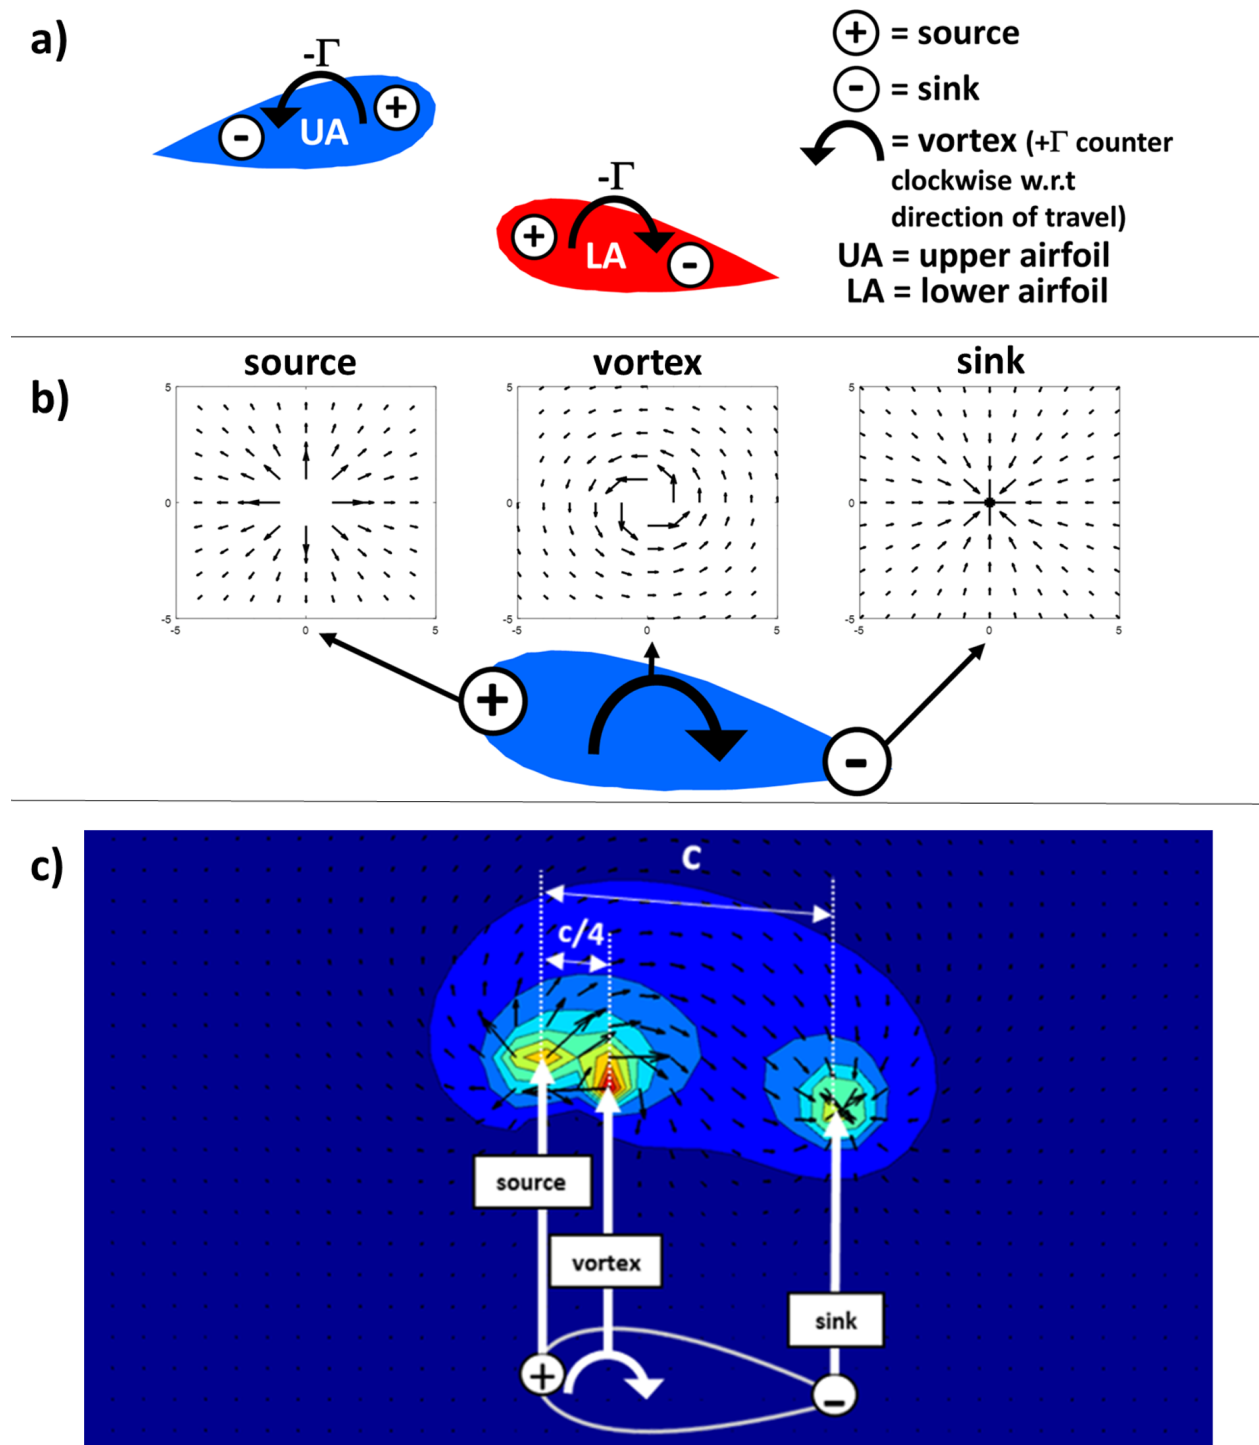 a)
-Γ
+
-
UA
-Γ
+
LA
-
+ = source
- = sink
= vortex (+Γ counter
clockwise w.r.t
direction of travel)
UA = upper airfoil
LA = lower airfoil
b)
source
vortex
sink
5
0
-5
-5
0
5
5
0
-5
-5
0
5
5
0
-5
-5
0
5
+
-
c)
c
c/4
source
vortex
sink
+
-